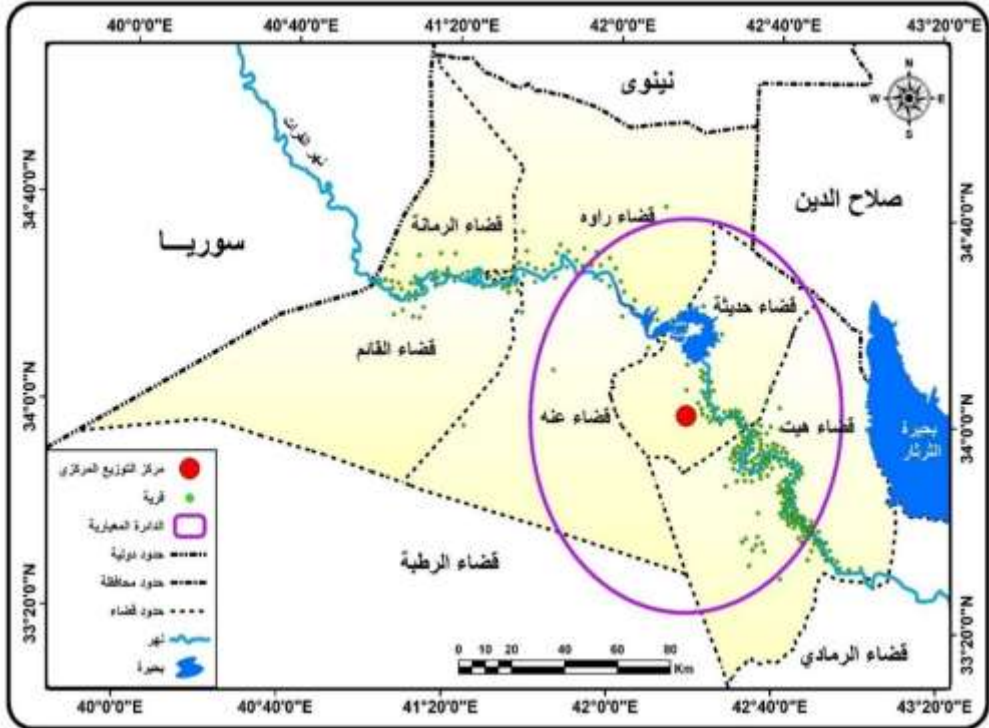 40°0'0"E
40°40'0"E
41°20'0"E
42°0'0"E
42°40'0"E
43°20'0"E
نينوى
N
W
E
S
34°40'0"N
34°40'0"N
نهر الفرات
سوريـــا
قضاء الرمانة
قضاء راوه
صلاح الدين
قضاء حديثة
قضاء القائم
34°0'0"N
34°0'0"N
قضاء عنه
قضاء هيت
بحيرة
الثرثار
مركز التوزيع المركزي
قرية
الدائرة المعيارية
حدود دولية
حدود محافظة
حدود قضاء
نهر
بحيرة
قضاء الرطبة
33°20'0"N
33°20'0"N
قضاء الرمادي
0 10 20 40 60 80
Km
40°0'0"E
40°40'0"E
41°20'0"E
42°0'0"E
42°40'0"E
43°20'0"E